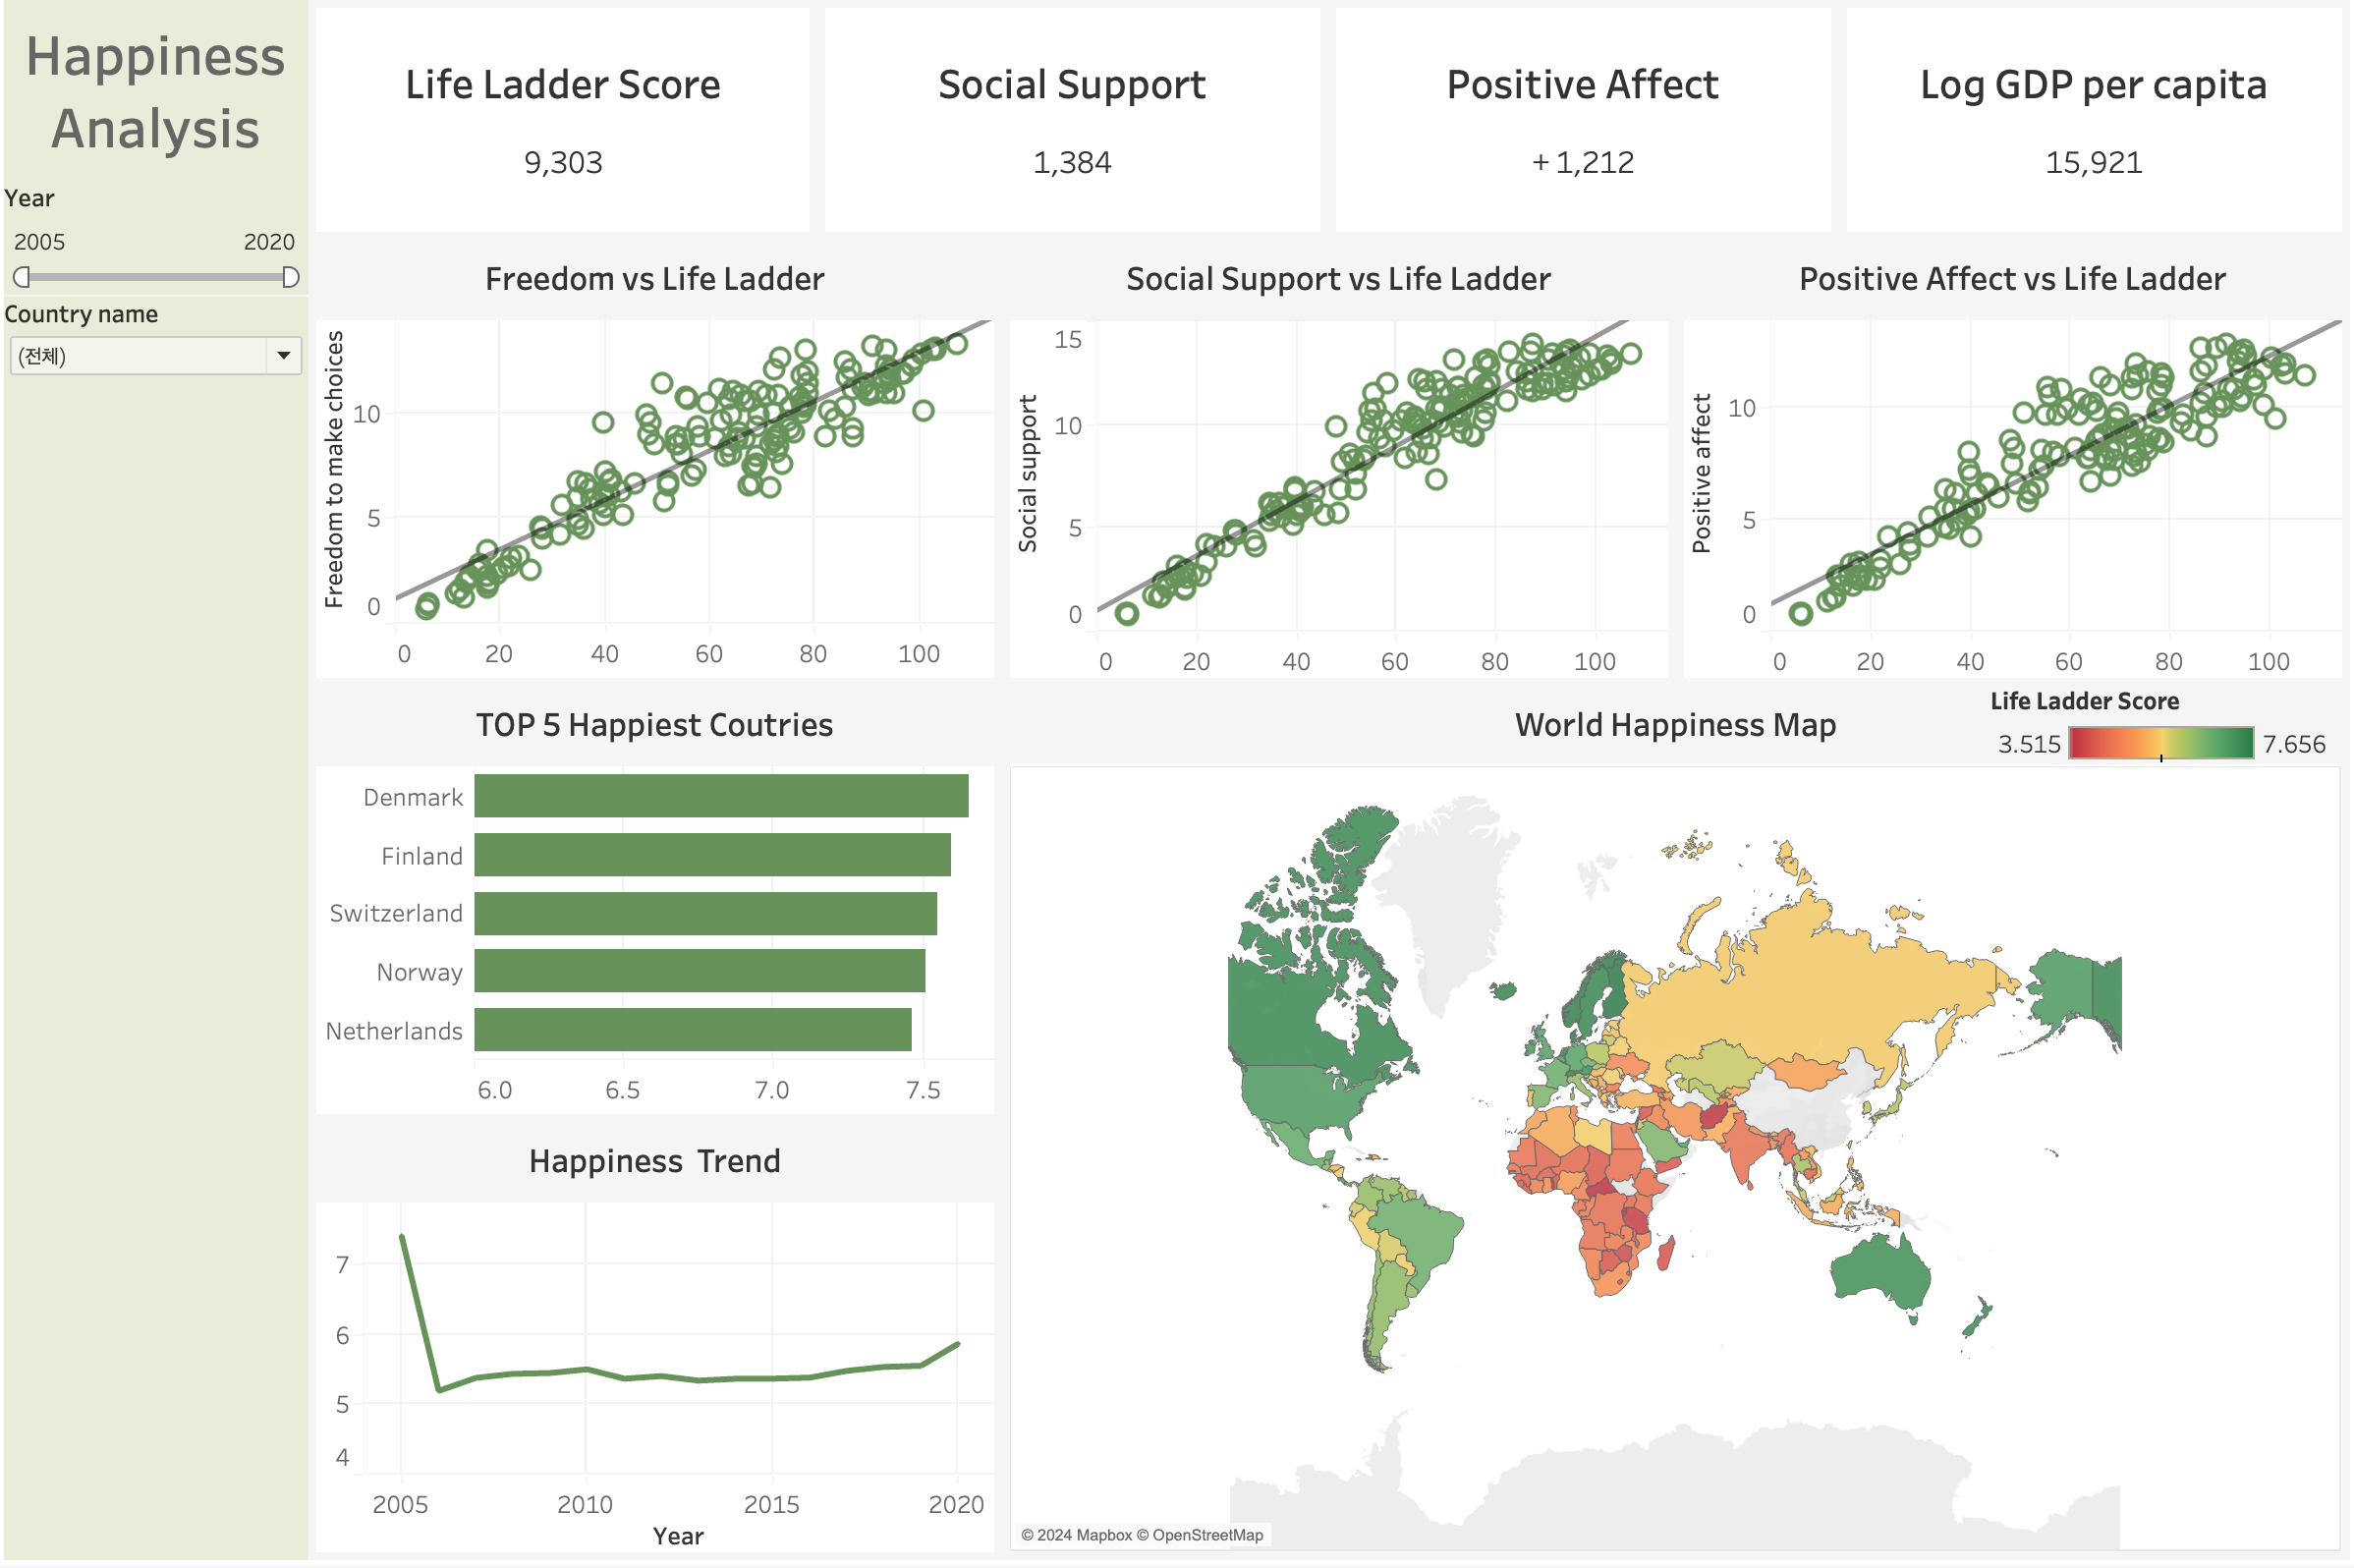 Happiness
Analysis
Year
2005 2020
Country name
(전체)
Life Ladder Score
9,303
Social Support
1,384
Positive Affect
+ 1,212
Log GDP per capita
15,921
Freedom vs Life Ladder
Freedom to make choices
10
5
0
0 20 40 60 80 100
Social Support vs Life Ladder
Social support
15
10
5
0
0 20 40 60 80 100
Positive Affect vs Life Ladder
Positive affect
10
5
0
0 20 40 60 80 100
TOP 5 Happiest Coutries
Denmark
Finland
Switzerland
Norway
Netherlands
6.0 6.5 7.0 7.5
Happiness Trend
7
6
5
4
2005 2010 2015 2020
Year
World Happiness Map
Life Ladder Score
3.515 7.656
© 2024 Mapbox © OpenStreetMap